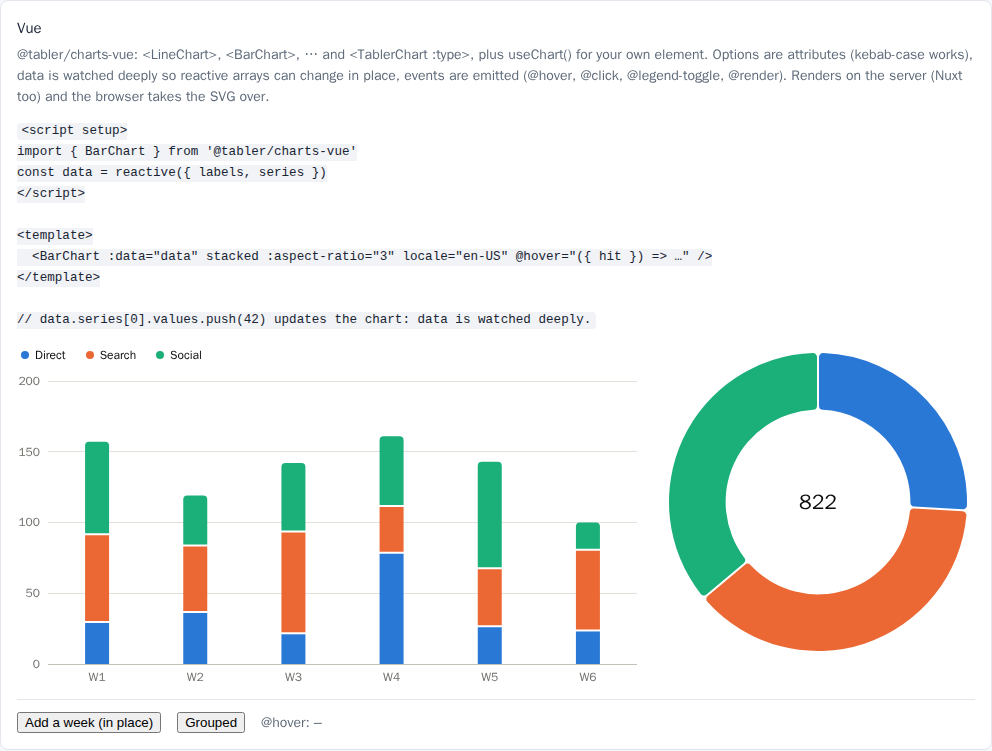 Vue
@tabler/charts-vue: <LineChart>, <BarChart>, ··· and <TablerChart :type>, plus useChart() for your own element. Options are attributes (kebab-case works),
data is watched deeply so reactive arrays can change in place, events are emitted (@hover, @click, @legend-toggle, @render). Renders on the server (Nuxt
too) and the browser takes the SVG over.
<script setup>
import { BarChart } from '@tabler/charts-vue'
const data = reactive({ labels, series })
</script>
<template>
<BarChart :data="data" stacked :aspect-ratio="3" locale="en-US" @hover="({ hit }) => …" />
</template>
// data.series[0].values.push(42) updates the chart: data is watched deeply.
Direct Search Social
200
150
100
50
0
W1 W2 W3 W4 W5 W6
822
Add a week (in place) Grouped @hover: –